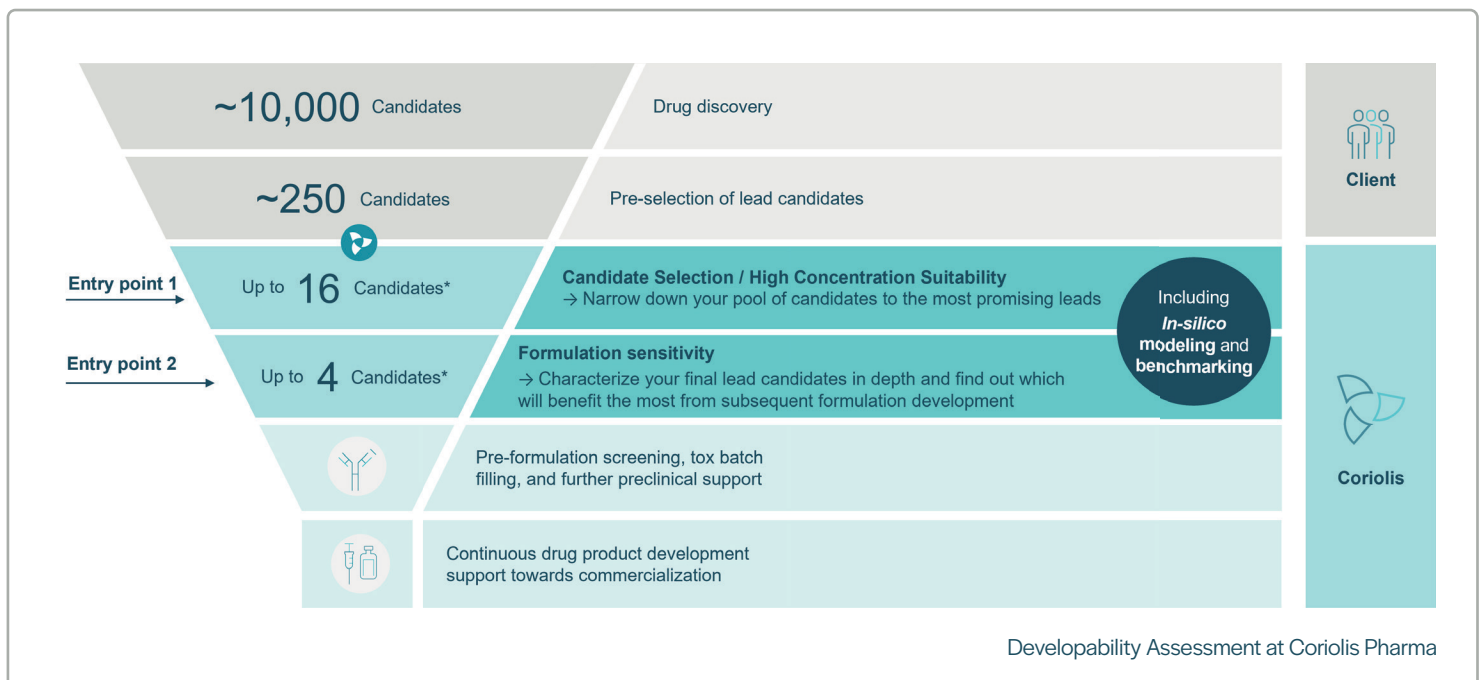 ~10,000 Candidates
Drug discovery
Client
~250 Candidates
Pre-selection of lead candidates
Entry point 1
Up to 16 Candidates*
Candidate Selection / High Concentration Suitability
→ Narrow down your pool of candidates to the most promising leads
Including
In-silico
modeling and
benchmarking
Entry point 2
Up to 4 Candidates*
Formulation sensitivity
→ Characterize your final lead candidates in depth and find out which
will benefit the most from subsequent formulation development
Coriolis
Pre-formulation screening, tox batch
filling, and further preclinical support
Continuous drug product development
support towards commercialization
Developability Assessment at Coriolis Pharma